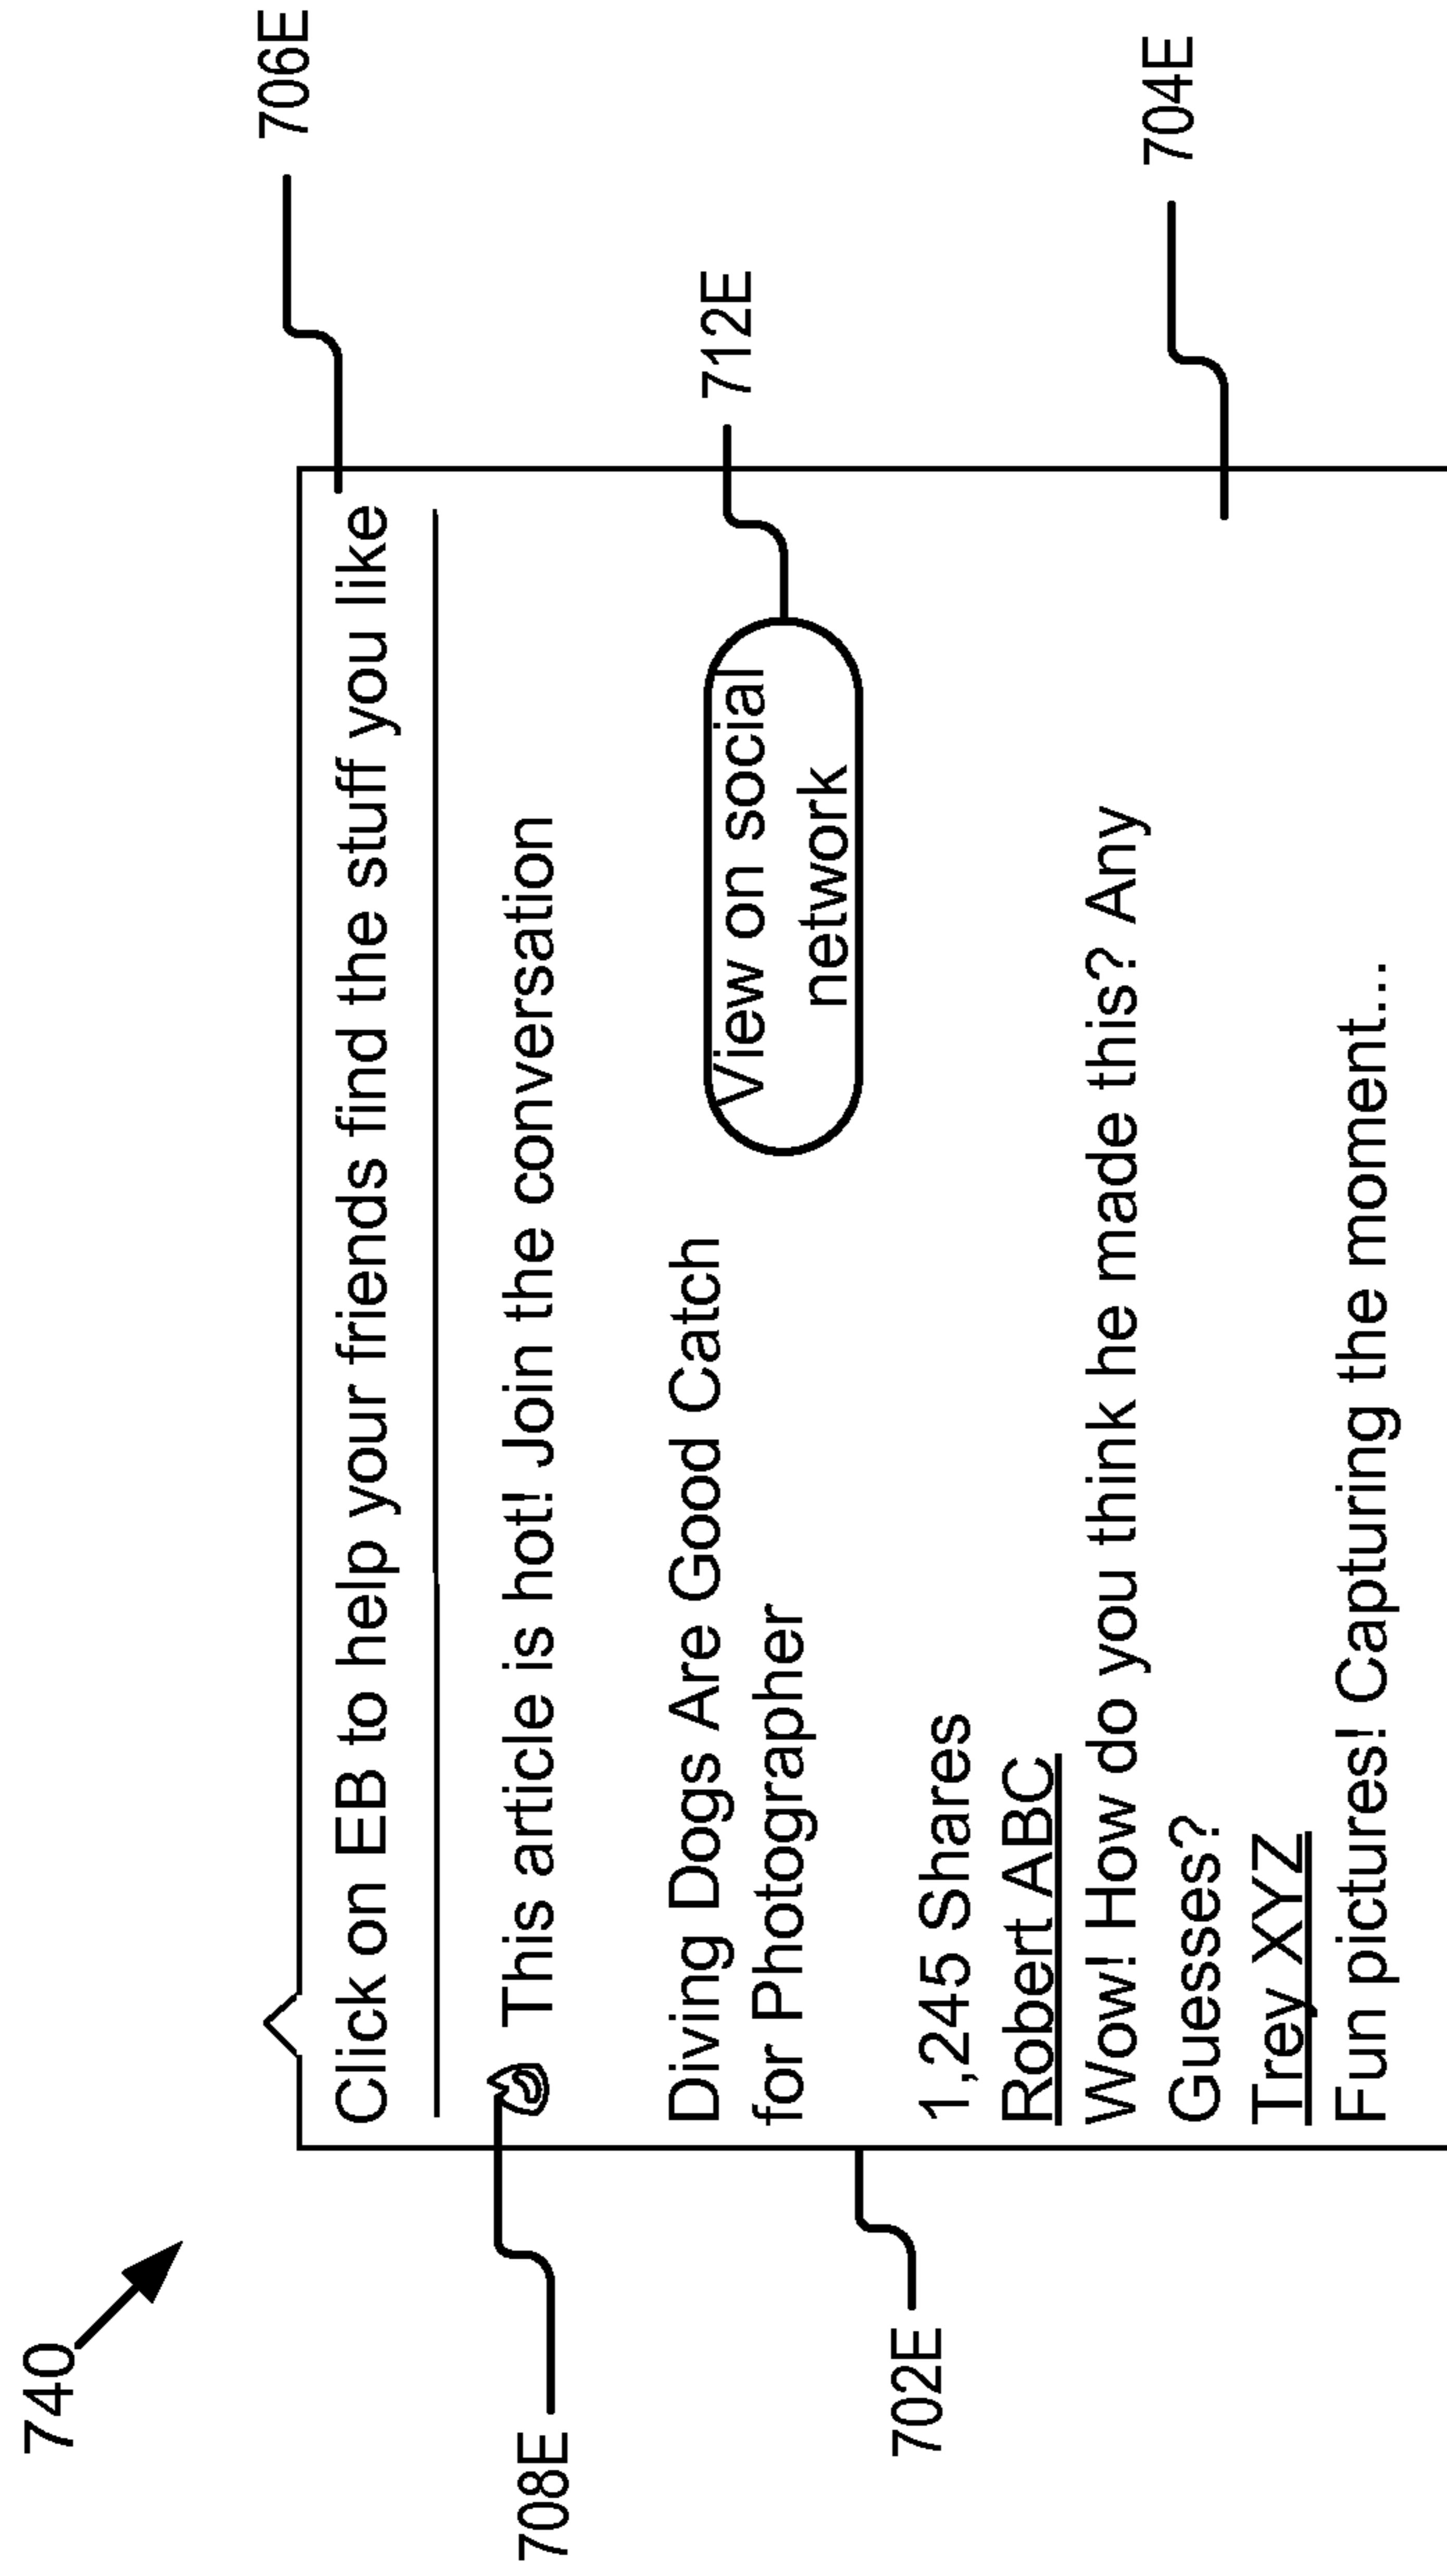 740
706E
Click on EB to help your friends find the stuff you like
708E
This article is hot! Join the conversation
Diving Dogs Are Good Catch
for Photographer
712E
View on social
network
702E
1,245 Shares
Robert ABC
Wow! How do you think he made this? Any
Guesses?
704E
Trey XYZ
Fun pictures! Capturing the moment...